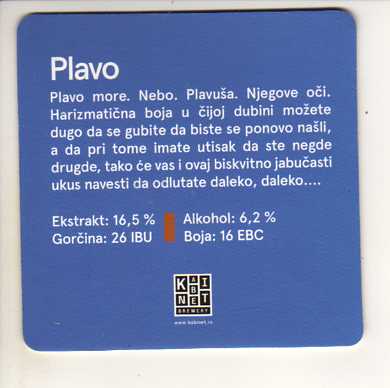 Plavo
Plavo more. Nebo. Plavuša. Njegove oči.
Harizmatična boja u čijoj dubini možete
dugo da se gubite da biste se ponovo našli,
a da pri tome imate utisak da ste negde
drugde, tako će vas i ovaj biskvitno jabučasti
ukus navesti da odlutate daleko, daleko....
Ekstrakt: 16,5 % Alkohol: 6,2 %
Gorčina: 26 IBU Boja: 16 EBC
KABINET
BREWERY
www.kabinet.rs